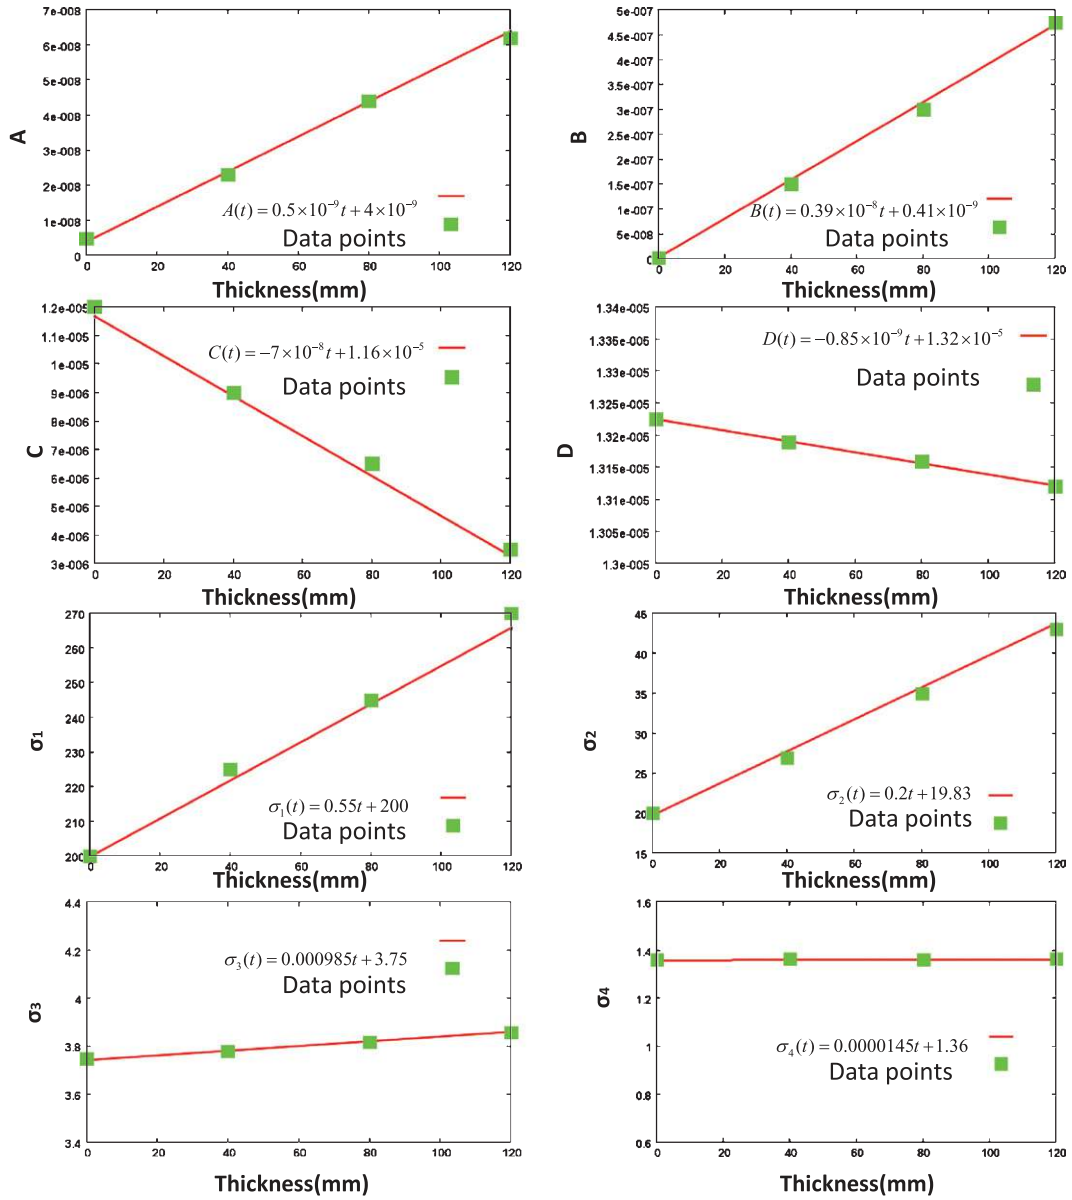 7e-008
6e-008
5e-008
4e-008
3e-008
2e-008
1e-008
0
A
A(t) = 0.5×10⁻⁹t + 4×10⁻⁹
Data points
0 20 40 60 80 100 120
Thickness(mm)
5e-007
4.5e-007
4e-007
3.5e-007
3e-007
2.5e-007
2e-007
1.5e-007
1e-007
5e-008
0
B
B(t) = 0.39×10⁻⁸t + 0.41×10⁻⁹
Data points
0 20 40 60 80 100 120
Thickness(mm)
1.2e-005
1.1e-005
1e-005
9e-006
8e-006
7e-006
6e-006
5e-006
4e-006
3e-006
C
C(t) = −7×10⁻⁸t + 1.16×10⁻⁵
Data points
0 20 40 60 80 100 120
Thickness(mm)
1.34e-005
1.335e-005
1.33e-005
1.325e-005
1.32e-005
1.315e-005
1.31e-005
1.305e-005
1.3e-005
D
D(t) = −0.85×10⁻⁹t + 1.32×10⁻⁵
Data points
0 20 40 60 80 100 120
Thickness(mm)
270
260
250
240
230
220
210
200
σ1
σ₁(t) = 0.55t + 200
Data points
0 20 40 60 80 100 120
Thickness(mm)
45
40
35
30
25
20
15
σ2
σ₂(t) = 0.2t + 19.83
Data points
0 20 40 60 80 100 120
Thickness(mm)
4.4
4.2
4
3.8
3.6
3.4
σ3
σ₃(t) = 0.000985t + 3.75
Data points
0 20 40 60 80 100 120
Thickness(mm)
1.6
1.4
1.2
1
0.8
0.6
σ4
σ₄(t) = 0.0000145t + 1.36
Data points
0 20 40 60 80 100 120
Thickness(mm)